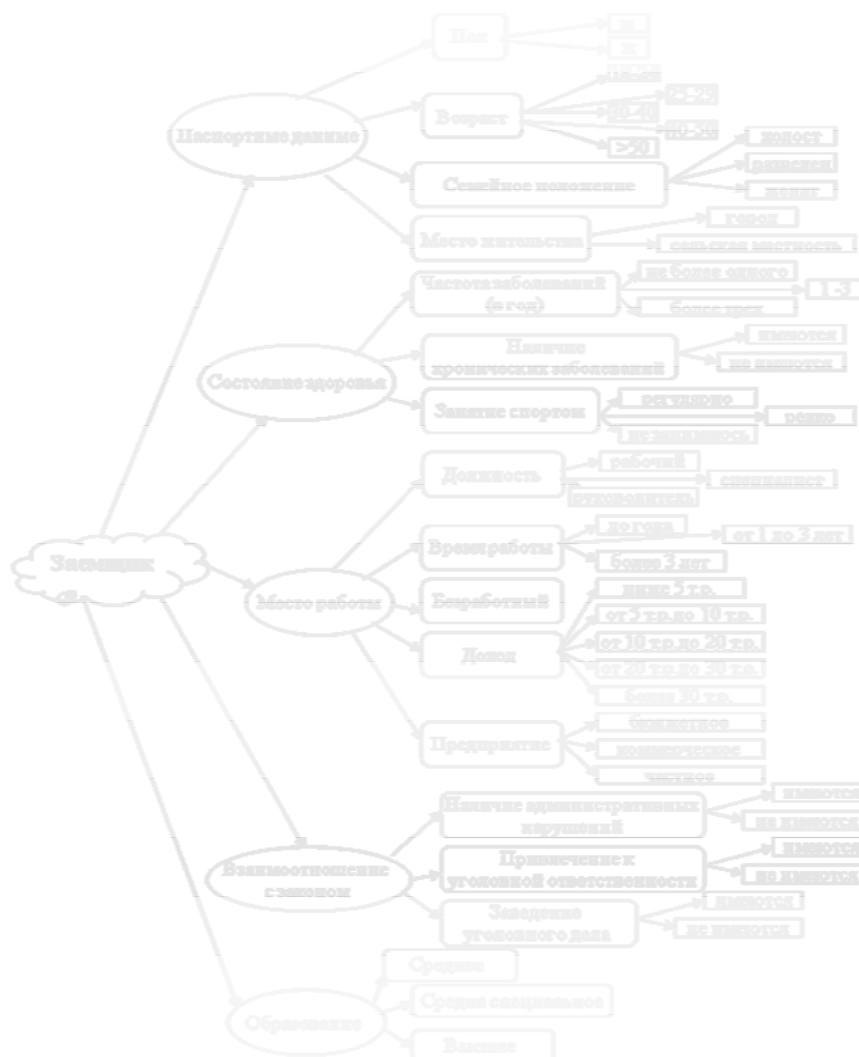 Пол
ж
Возраст
25-29
30-40
40-50
>50
Паспортные данные
холост
разведен
женат
Семейное положение
город
Место жительства
сельская местность
не более одного
Частота заболеваний
(в год)
1 -3
более трех
имеются
Наличие
хронических заболеваний
не имеются
Состояние здоровья
регулярно
Занятие спортом
редко
не занимаюсь
рабочий
Должность
специалист
руководитель
до года
Время работы
от 1 до 3 лет
более 3 лет
Заемщик
Место работы
Безработный
ниже 5 т.р.
от 5 т.р.до 10 т.р.
Доход
от 10 т.р.до 20 т.р.
от 20 т.р.до 30 т.р.
более 30 т.р.
бюджетное
Предприятие
коммерческое
частное
имеются
Наличие административных
нарушений
не имеются
имеются
Привлечение к
уголовной ответственности
не имеются
Взаимоотношение
с законом
имеются
Заведение
уголовного дела
не имеются
Среднее
Средне специальное
Образование
Высшее